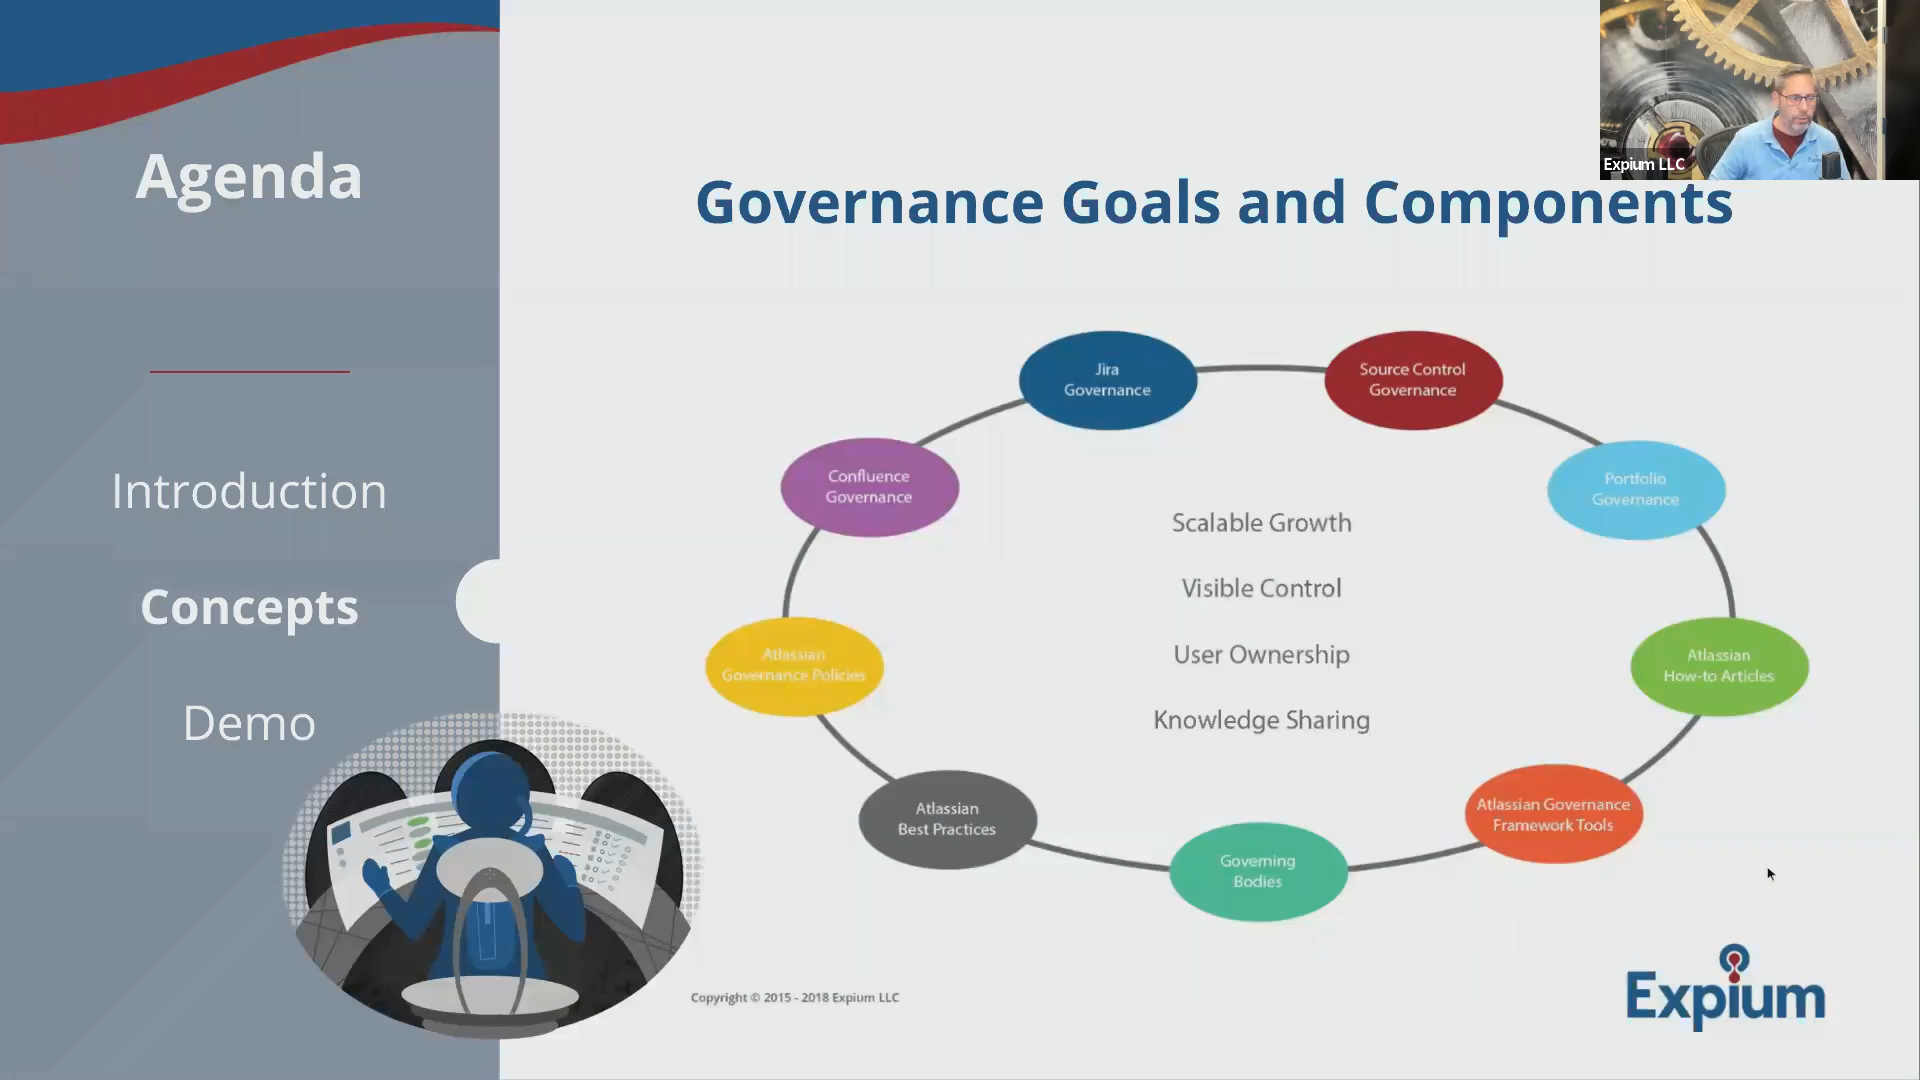 Agenda
Introduction
Concepts
Demo
Expium LLC
Governance Goals and Components
Jira
Governance
Source Control
Governance
Confluence
Governance
Portfolio
Governance
Scalable Growth
Visible Control
User Ownership
Knowledge Sharing
Atlassian
Governance Policies
Atlassian
How-to Articles
Atlassian
Best Practices
Governing
Bodies
Atlassian Governance
Framework Tools
Copyright © 2015 - 2018 Expium LLC
Expium